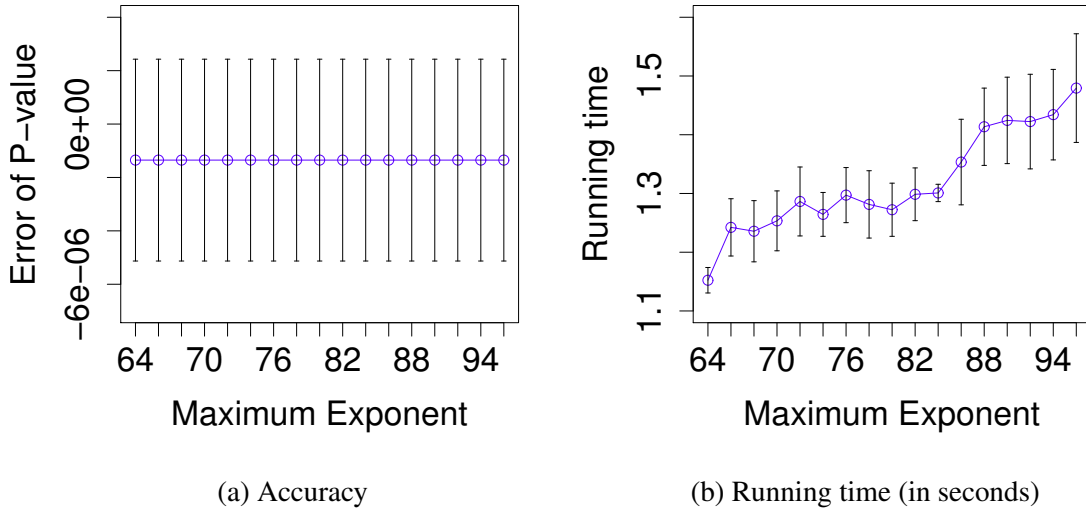 Error of P−value
0e+00
−6e−06
64 70 76 82 88 94
Maximum Exponent
(a) Accuracy
Running time
1.5
1.3
1.1
64 70 76 82 88 94
Maximum Exponent
(b) Running time (in seconds)